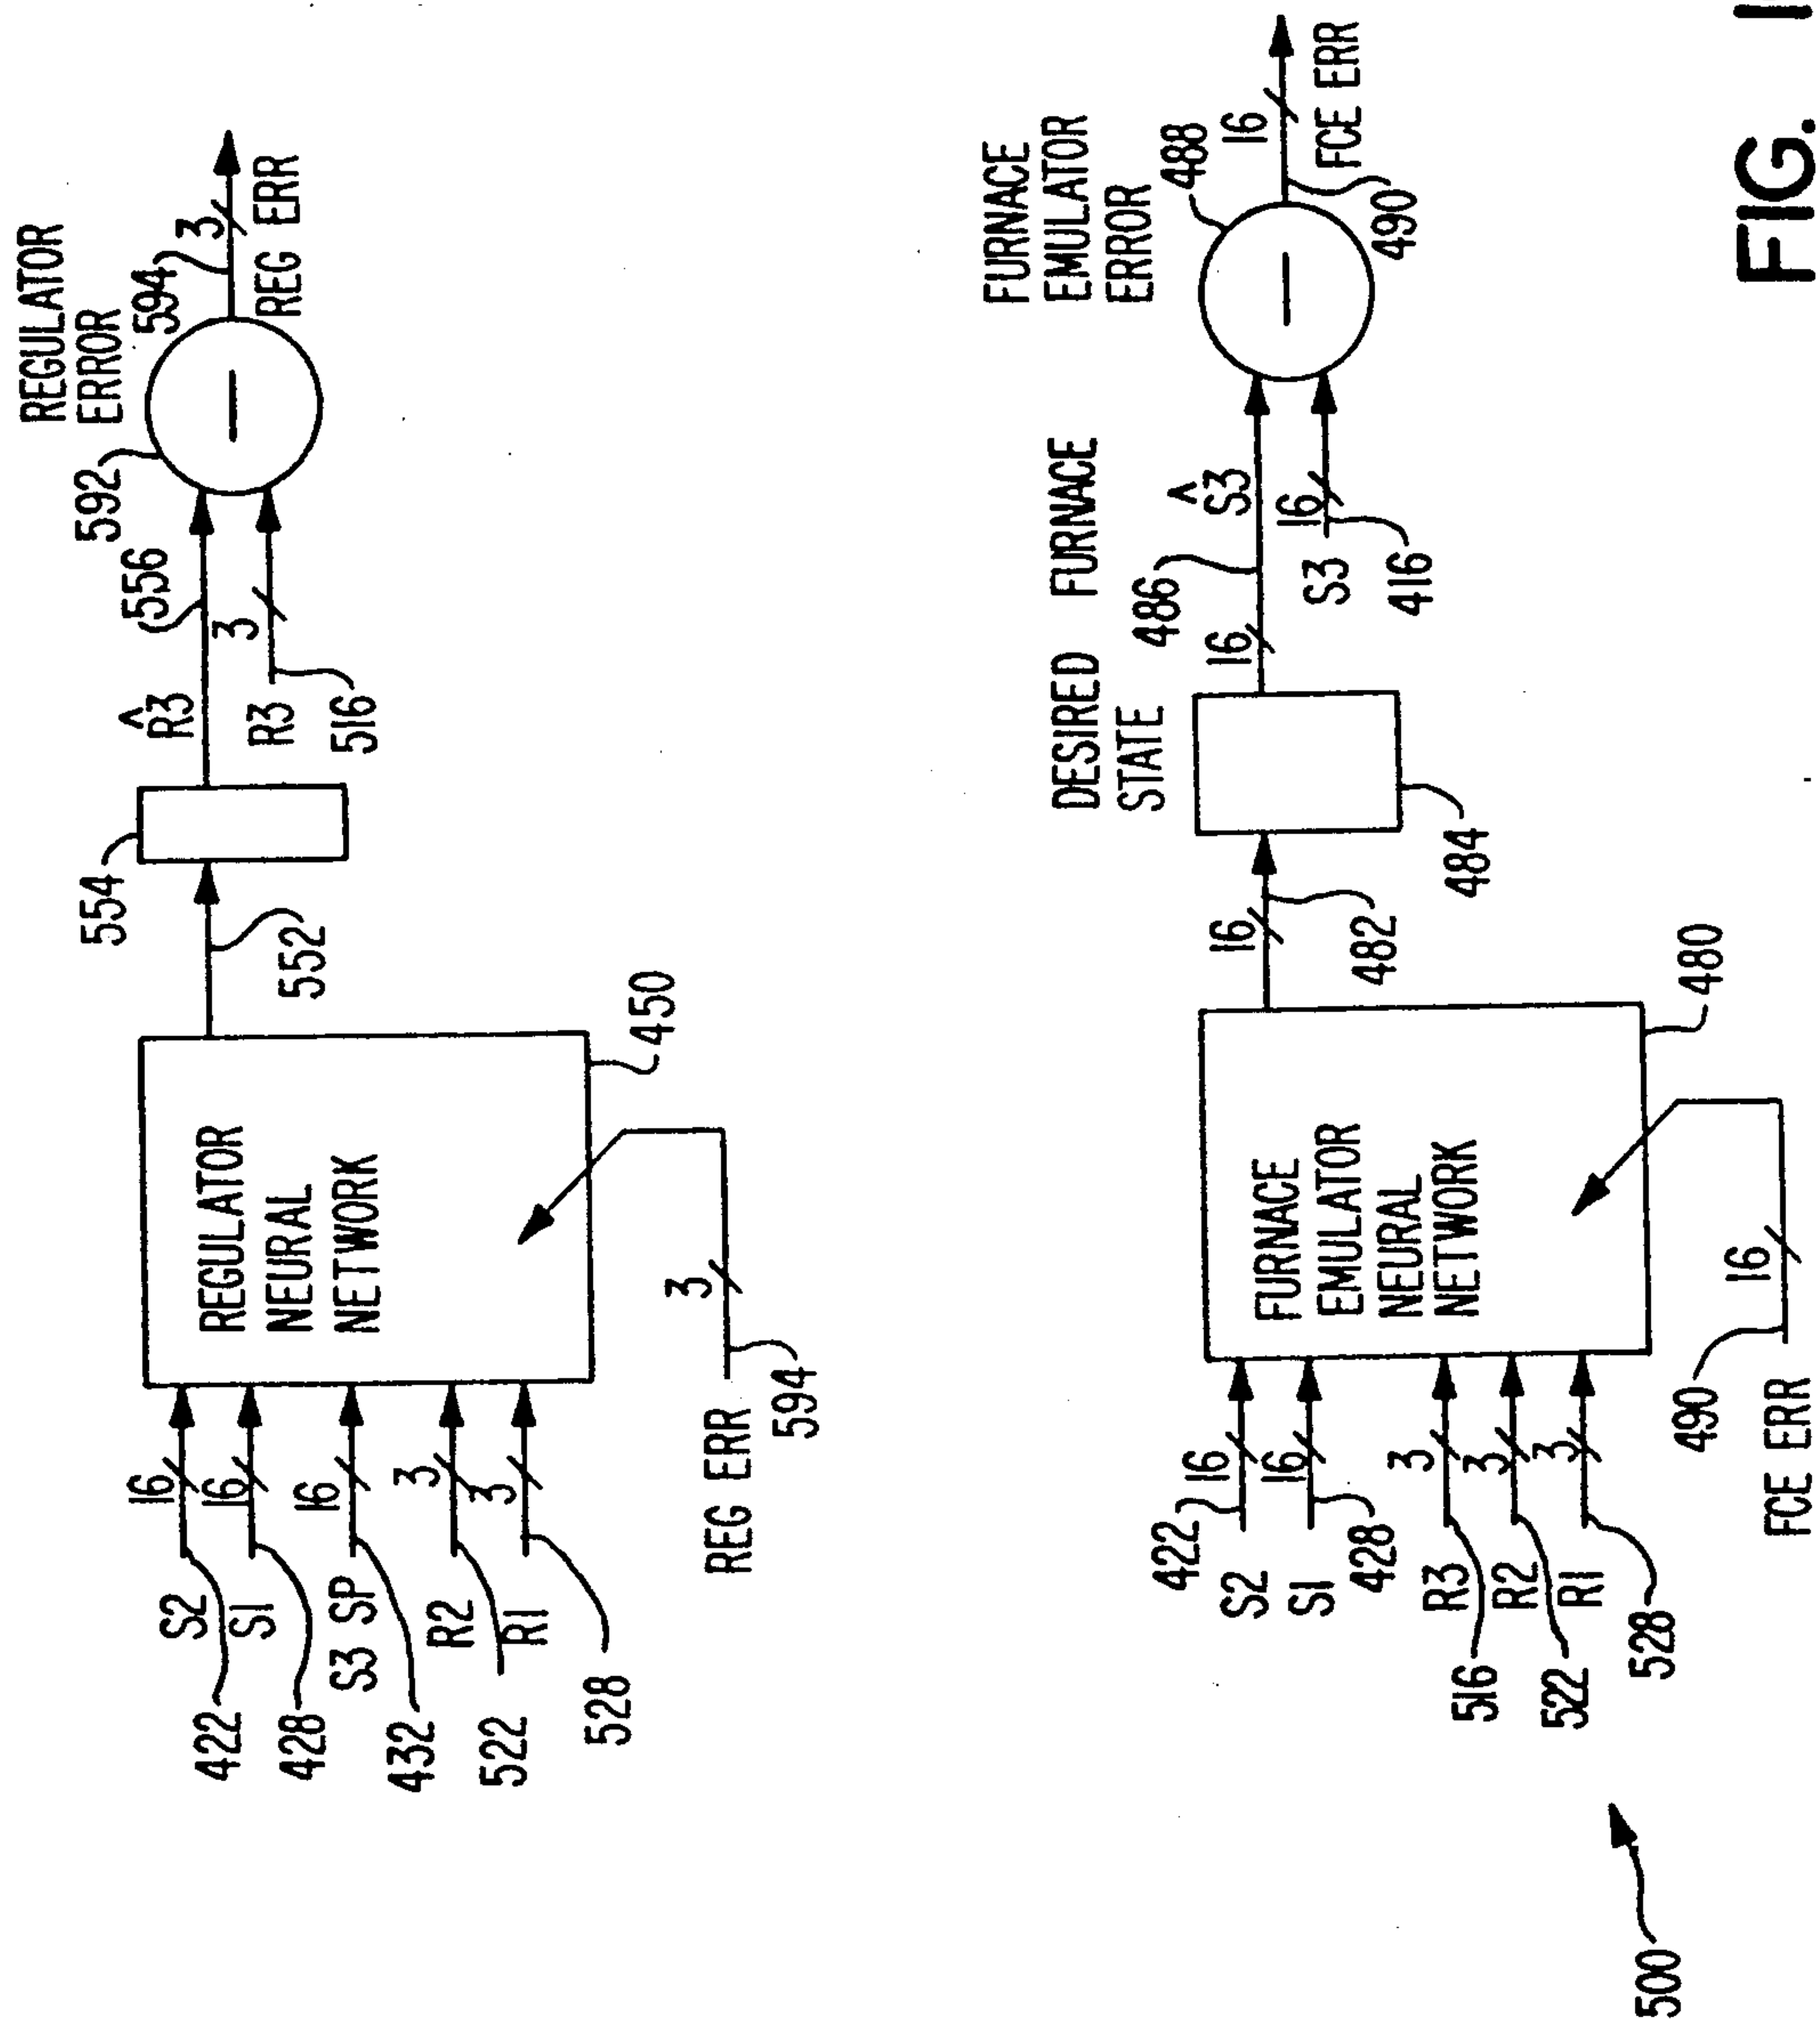 REGULATOR
ERROR
592
594
3
REG ERR
554
R̂3
556
3
R3
516
552
REGULATOR
NEURAL
NETWORK
450
16
S2
422
16
S1
428
16
S3 SP
432
3
R2
522
3
R1
528
3
REG ERR
594
FURNACE
EMULATOR
ERROR
488
16
FCE ERR
490
DESIRED FURNACE
STATE
486
16
Ŝ3
16
S3
416
484
16
482
FURNACE
EMULATOR
NEURAL
NETWORK
480
422
16
S2
16
S1
428
3
R3
516
3
R2
522
3
R1
528
16
490
FCE ERR
500
FIG. 1